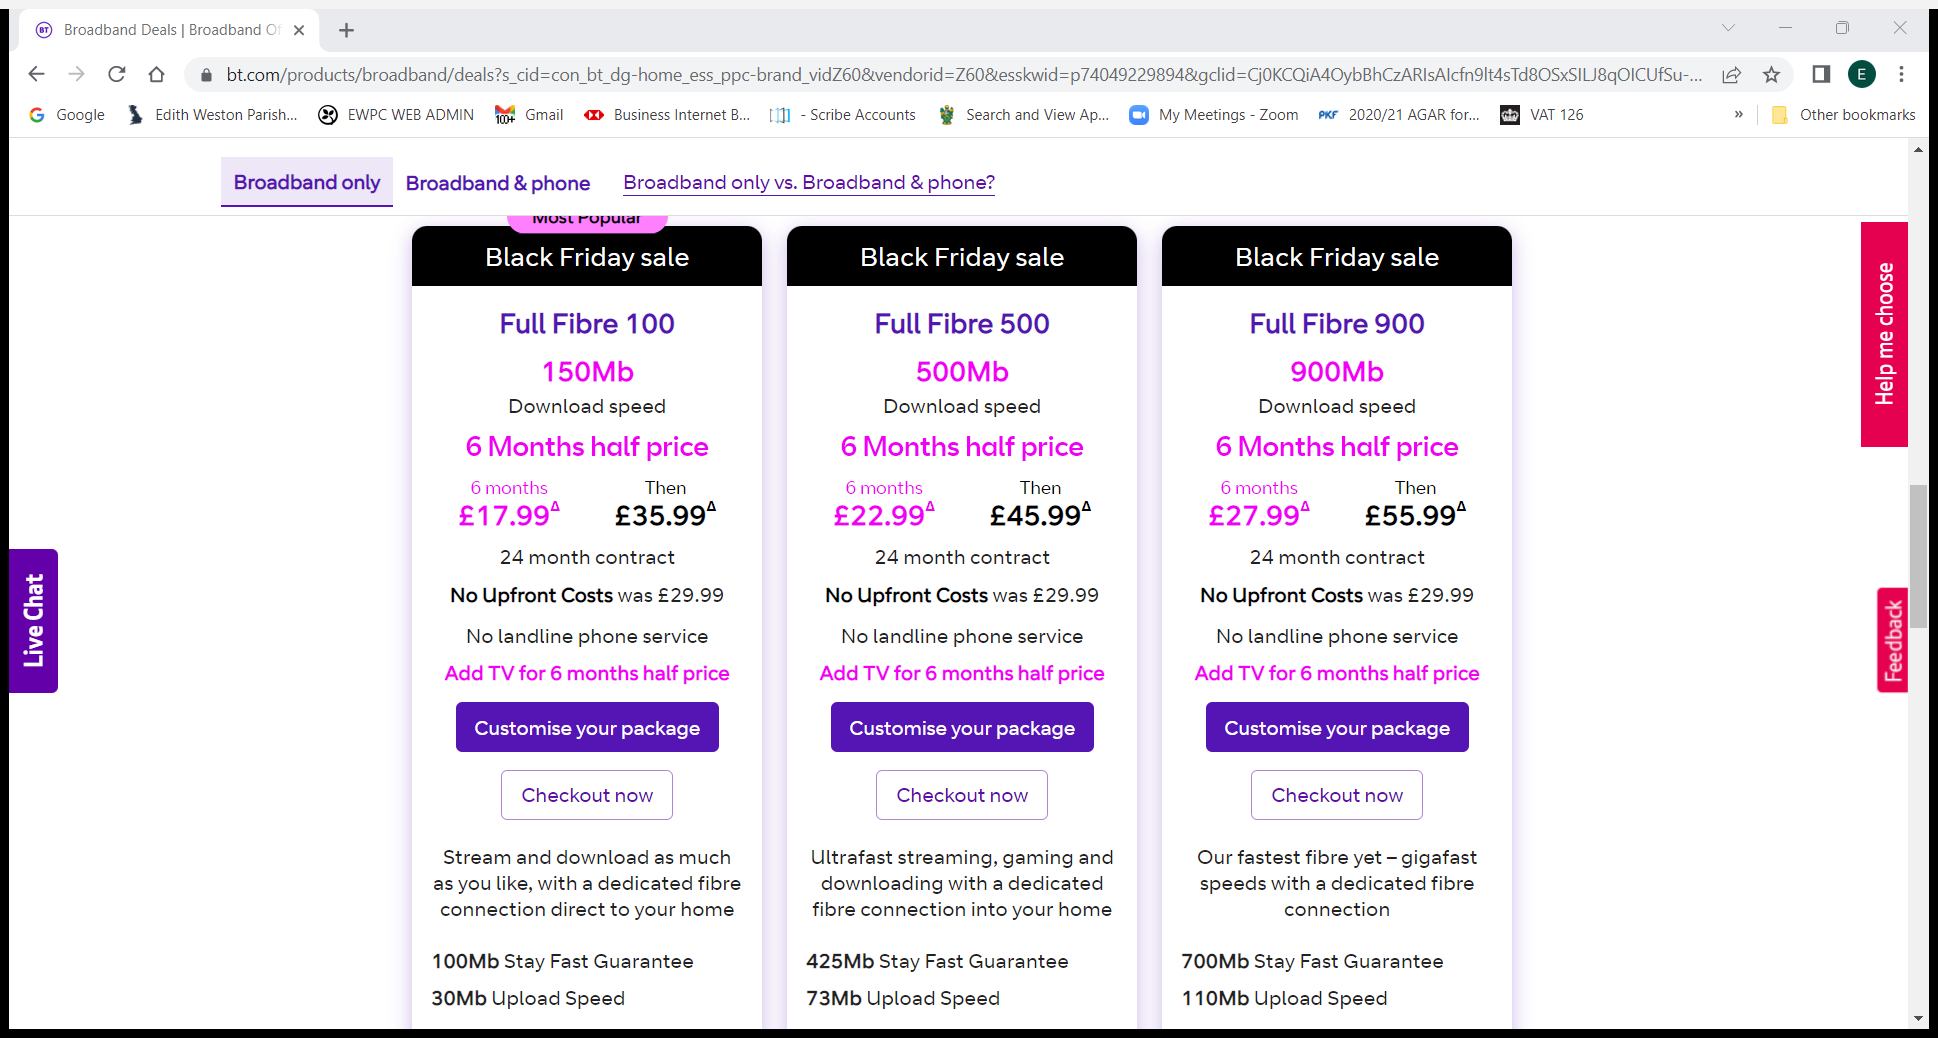 BT Broadband Deals | Broadband Of
bt.com/products/broadband/deals?s_cid=con_bt_dg-home_ess_ppc-brand_vidZ60&vendorid=Z60&esskwid=p74049229894&gclid=Cj0KCQiA4OybBhCzARIsAIcfn9lt4sTd8OSxSILJ8qOICUfSu-...
E
Google
Edith Weston Parish...
EWPC WEB ADMIN
100+
Gmail
Business Internet B...
- Scribe Accounts
Search and View Ap...
My Meetings - Zoom
PKF 2020/21 AGAR for...
VAT 126
»
Other bookmarks
Broadband only
Broadband & phone
Broadband only vs. Broadband & phone?
Most Popular
Black Friday sale
Full Fibre 100
150Mb
Download speed
6 Months half price
6 months Then
£17.99Δ £35.99Δ
24 month contract
No Upfront Costs was £29.99
No landline phone service
Add TV for 6 months half price
Customise your package
Checkout now
Stream and download as much
as you like, with a dedicated fibre
connection direct to your home
100Mb Stay Fast Guarantee
30Mb Upload Speed
Black Friday sale
Full Fibre 500
500Mb
Download speed
6 Months half price
6 months Then
£22.99Δ £45.99Δ
24 month contract
No Upfront Costs was £29.99
No landline phone service
Add TV for 6 months half price
Customise your package
Checkout now
Ultrafast streaming, gaming and
downloading with a dedicated
fibre connection into your home
425Mb Stay Fast Guarantee
73Mb Upload Speed
Black Friday sale
Full Fibre 900
900Mb
Download speed
6 Months half price
6 months Then
£27.99Δ £55.99Δ
24 month contract
No Upfront Costs was £29.99
No landline phone service
Add TV for 6 months half price
Customise your package
Checkout now
Our fastest fibre yet – gigafast
speeds with a dedicated fibre
connection
700Mb Stay Fast Guarantee
110Mb Upload Speed
Live Chat
Help me choose
Feedback